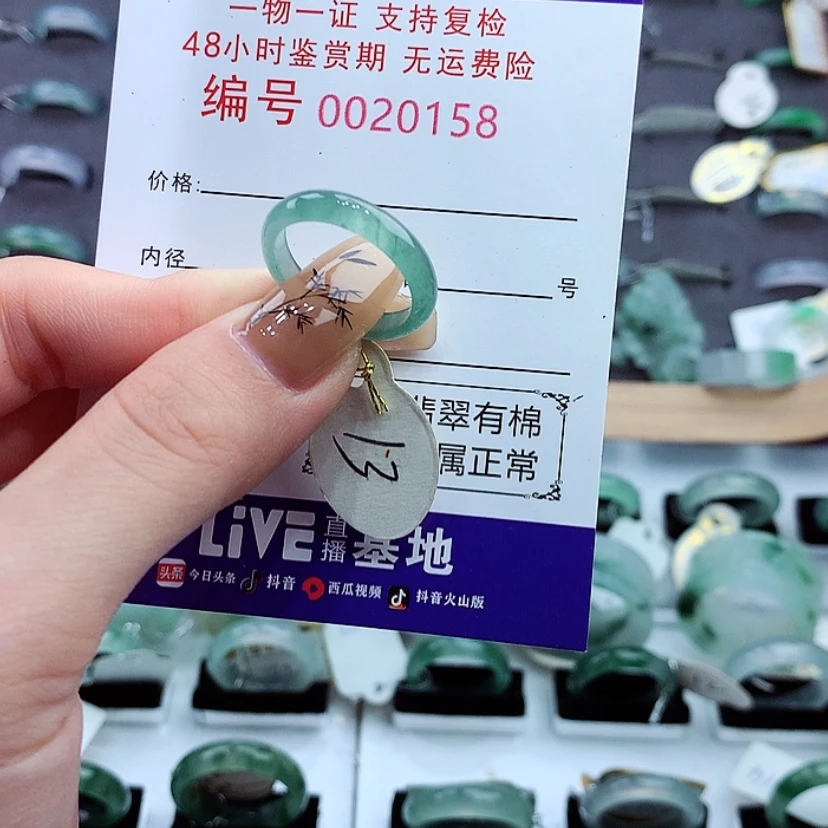 一物一证 支持复检
48小时鉴赏期 无运费险
编号 0020158
价格:
内径
号
翡翠有棉
属正常
13
LiVE 直播 基地
今日头条 抖音 西瓜视频 抖音火山版